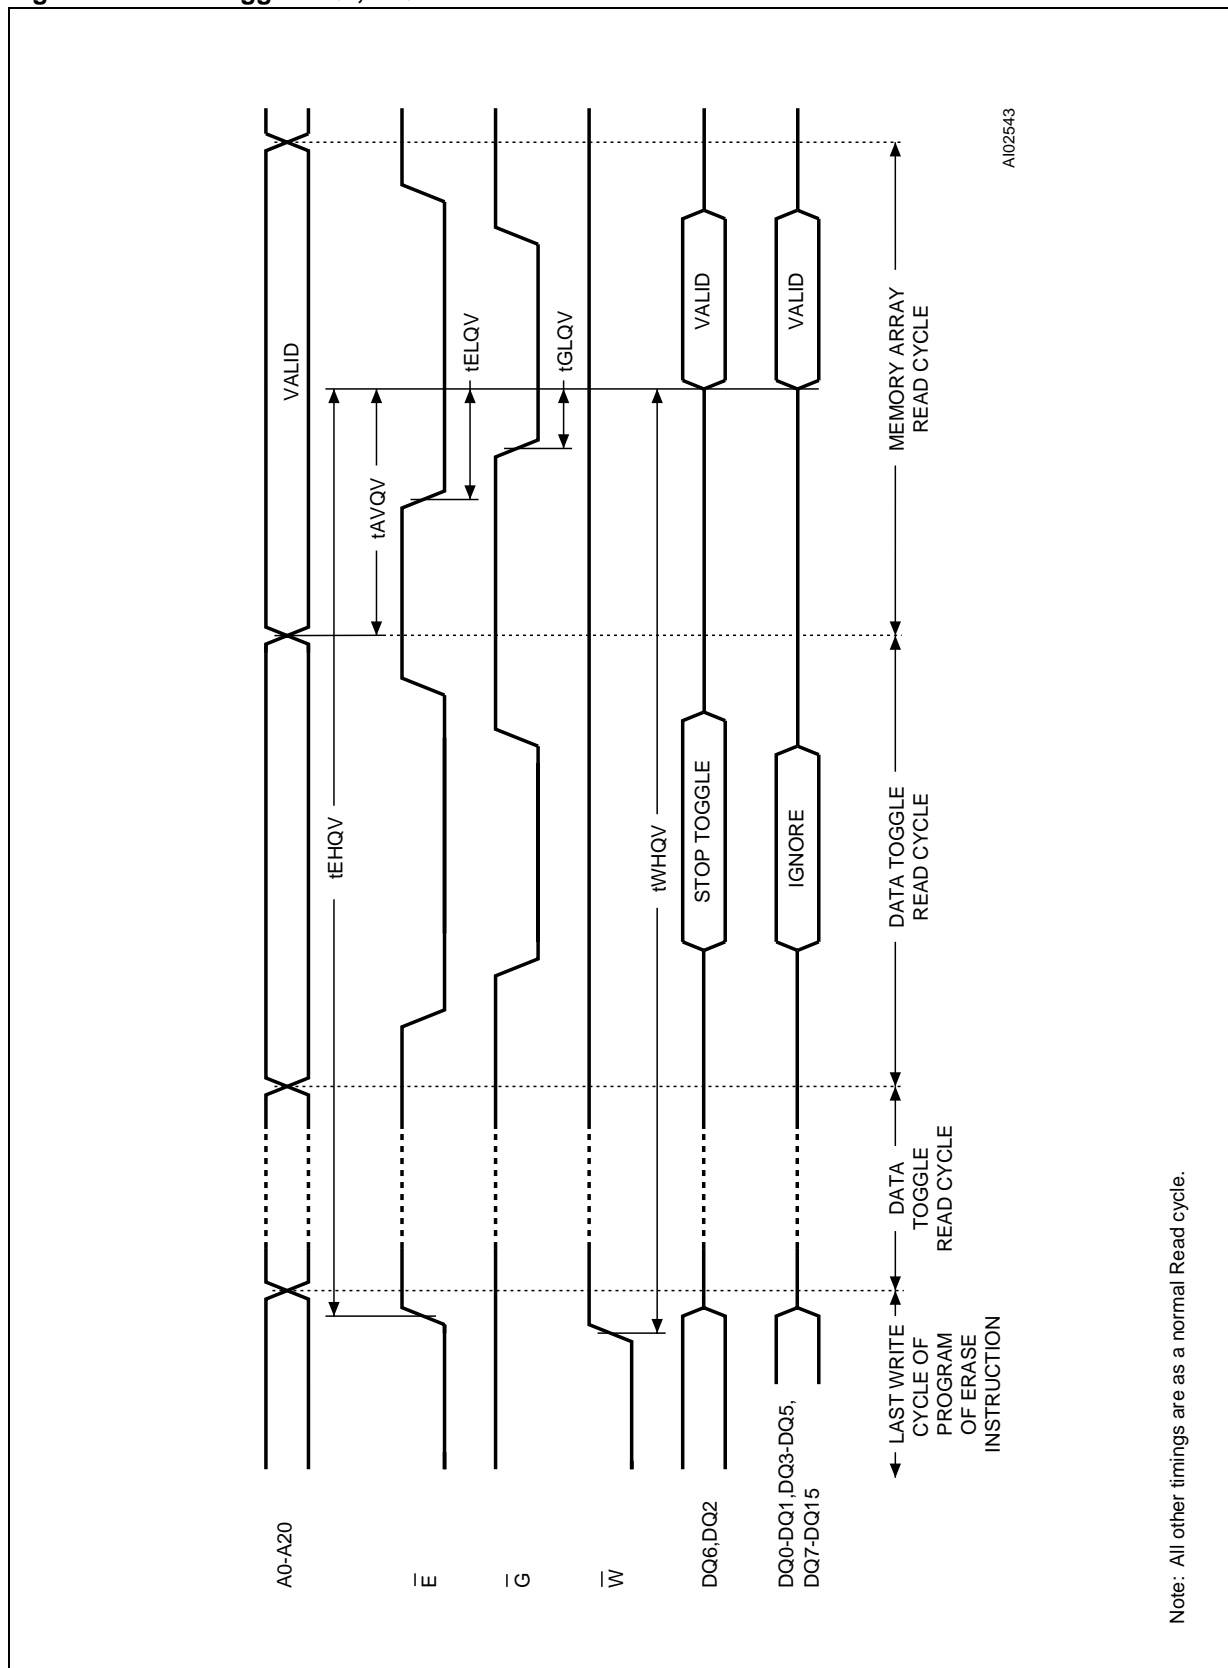 A0-A20
VALID
tEHQV
tAVQV
E
tELQV
G
tGLQV
W
tWHQV
DQ6,DQ2
STOP TOGGLE
VALID
DQ0-DQ1,DQ3-DQ5,
DQ7-DQ15
IGNORE
VALID
LAST WRITE
CYCLE OF
PROGRAM
OF ERASE
INSTRUCTION
DATA
TOGGLE
READ CYCLE
DATA TOGGLE
READ CYCLE
MEMORY ARRAY
READ CYCLE
AI02543
Note: All other timings are as a normal Read cycle.